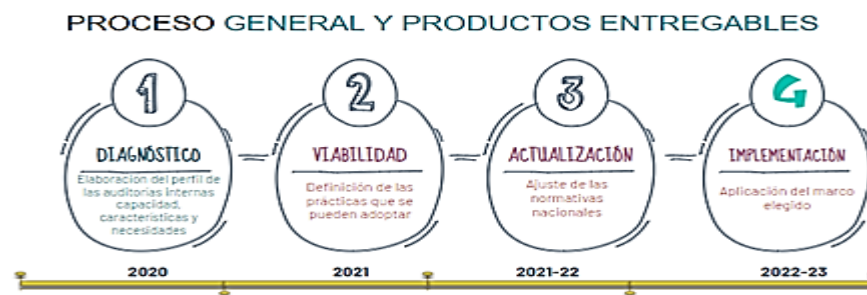 PROCESO GENERAL Y PRODUCTOS ENTREGABLES
1
DIAGNÓSTICO
Elaboracion del perfil de
las auditorias internas
capacidad,
características y
necesidades
2
VIABILIDAD
Definición de las
prácticas que se
pueden adoptar
3
ACTUALIZACIÓN
Ajuste de las
normativas
nacionales
4
IMPLEMENTACIÓN
Aplicación del marco
elegido
2020
2021
2021-22
2022-23